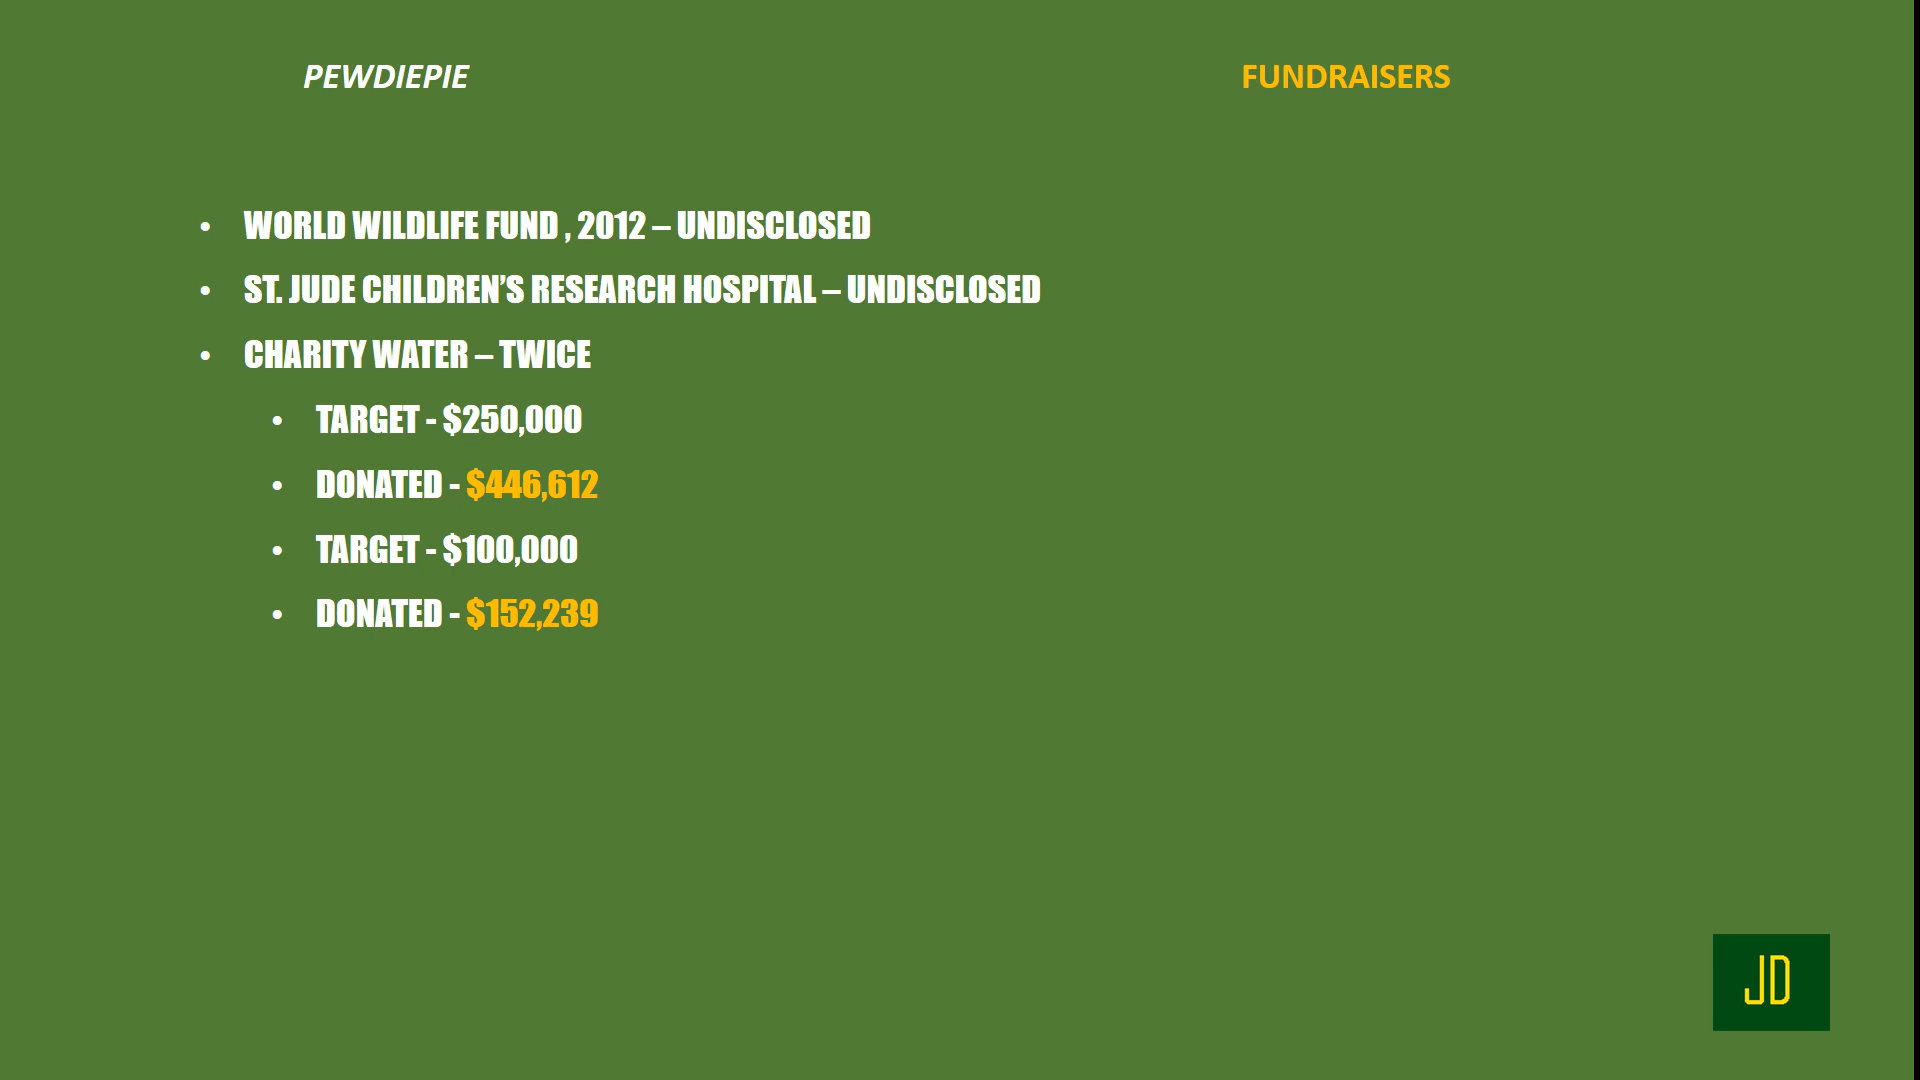 PEWDIEPIE
FUNDRAISERS
• WORLD WILDLIFE FUND , 2012 – UNDISCLOSED
• ST. JUDE CHILDREN’S RESEARCH HOSPITAL – UNDISCLOSED
• CHARITY WATER – TWICE
• TARGET - $250,000
• DONATED - $446,612
• TARGET - $100,000
• DONATED - $152,239
JD